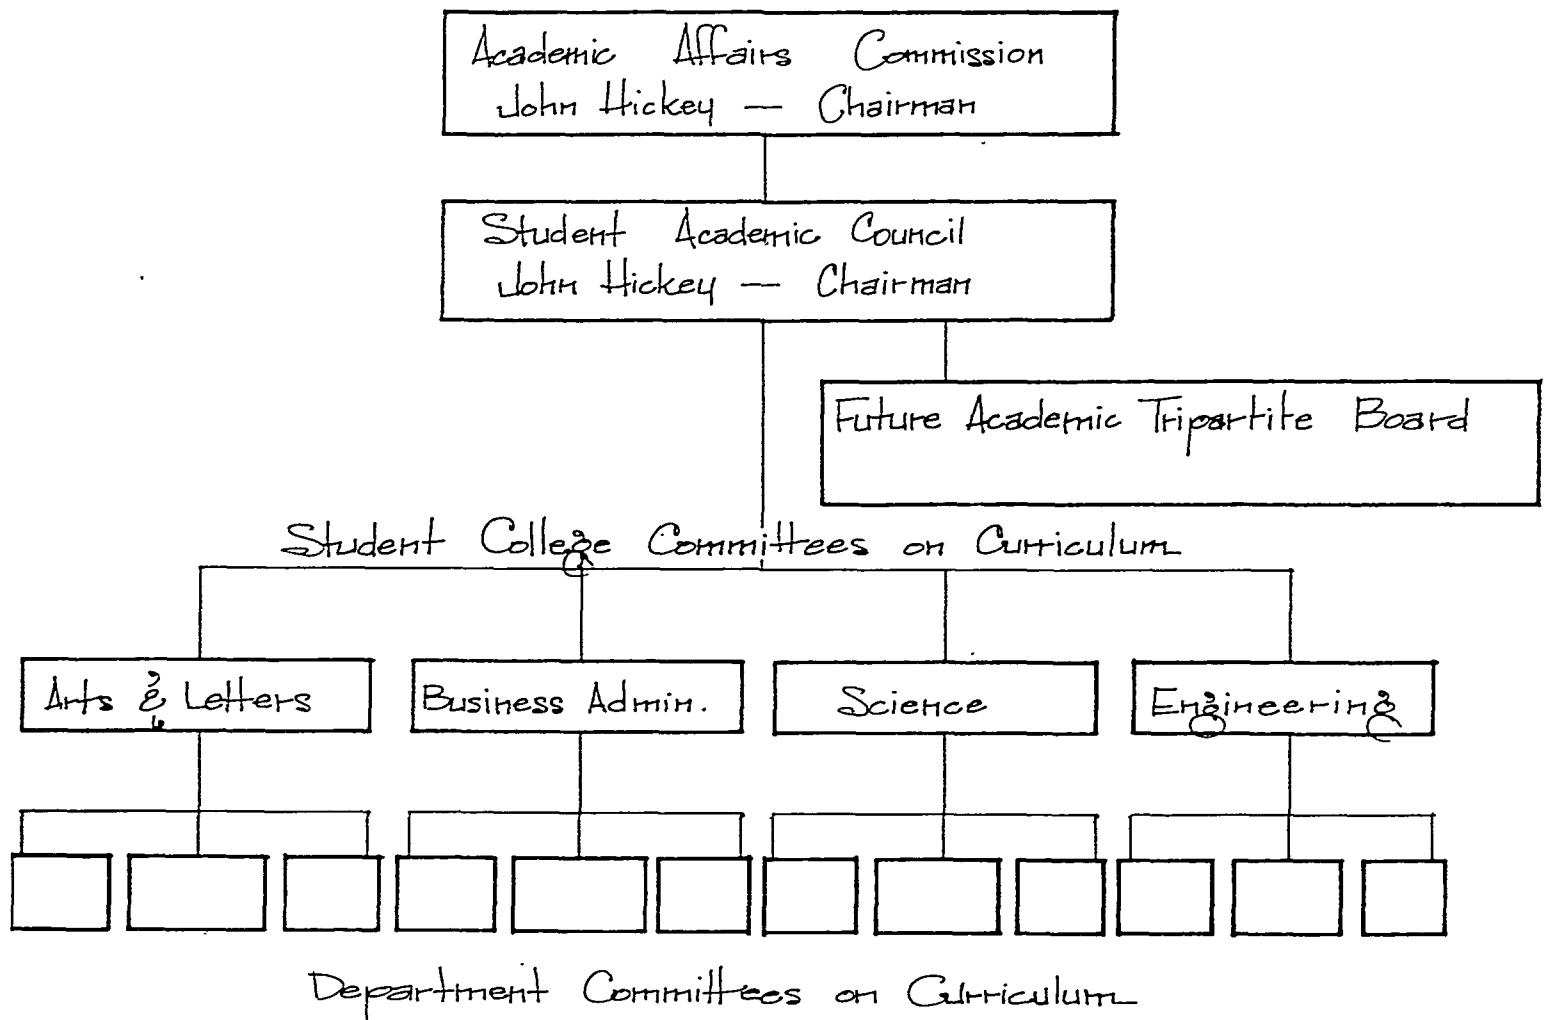 Academic Affairs Commission
John Hickey — Chairman
Student Academic Council
John Hickey — Chairman
Future Academic Tripartite Board
Student College Committees on Curriculum
Arts & Letters
Business Admin.
Science
Engineering
Department Committees on Curriculum